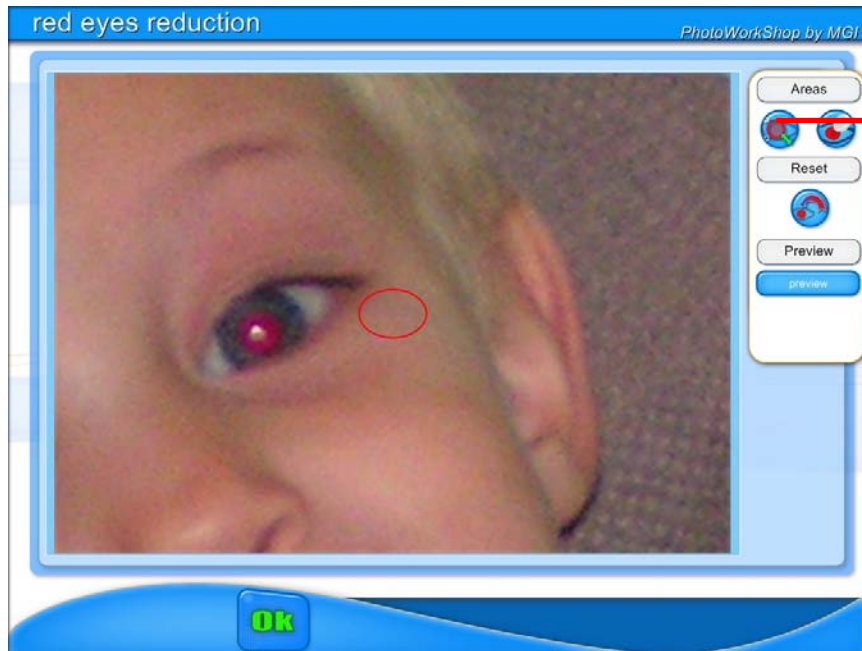 red eyes reduction
PhotoWorkShop by MGI
Areas
Reset
Preview
preview
Ok